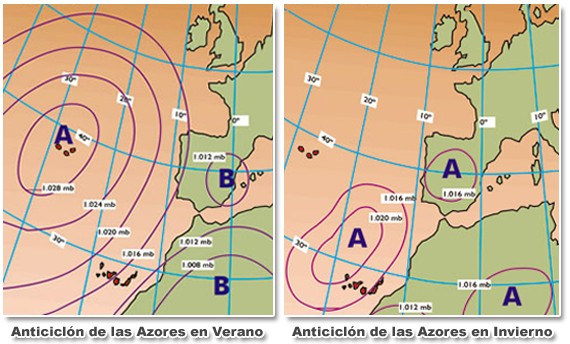 30°
20°
10°
0°
A
40°
1.012 mb
B
1.028 mb
1.024 mb
1.020 mb
30°
1.016 mb
1.012 mb
1.008 mb
B
Anticiclón de las Azores en Verano
30°
20°
10°
0°
40°
A
1.016 mb
1.016 mb
1.020 mb
A
30°
1.016 mb
A
1.012 mb
Anticiclón de las Azores en Invierno